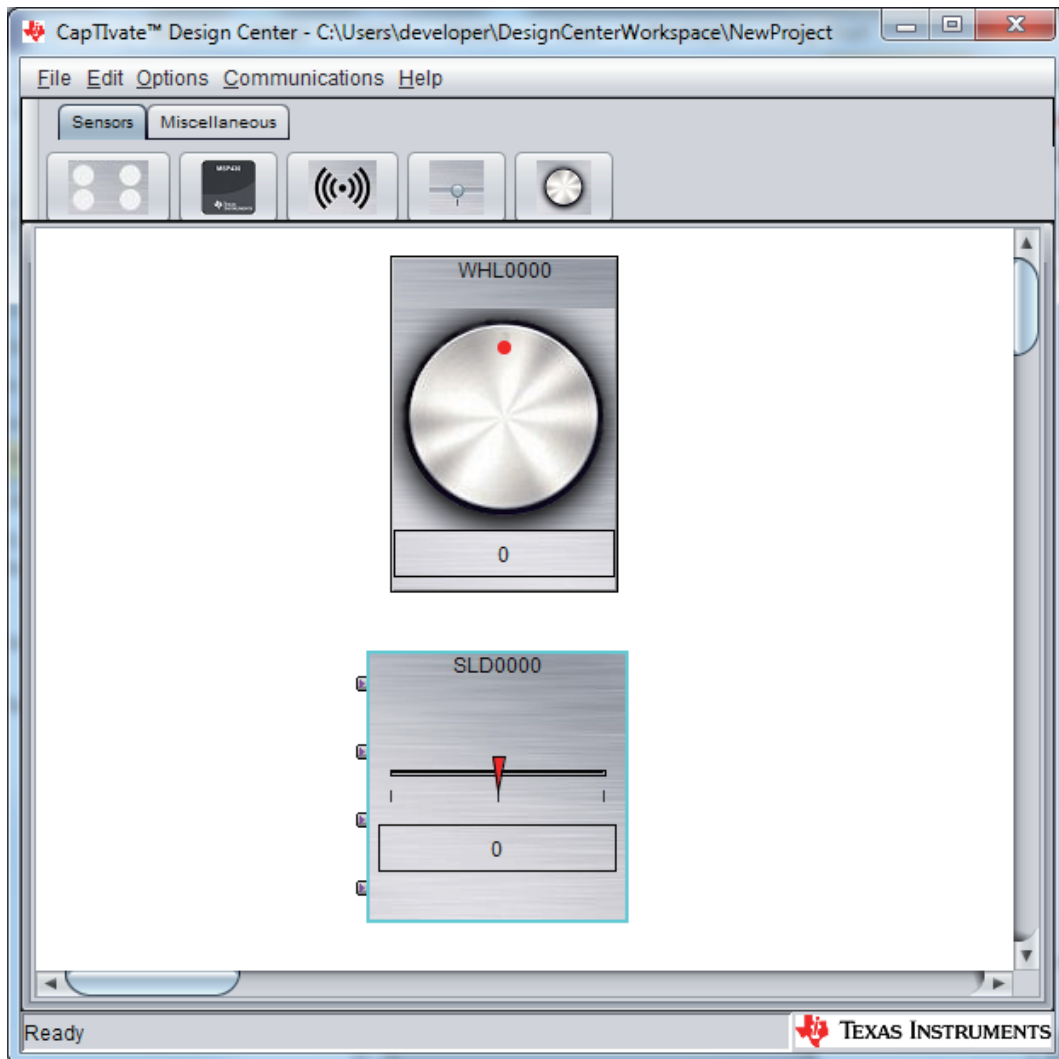 CapTIvate™ Design Center - C:\Users\developer\DesignCenterWorkspace\NewProject
File Edit Options Communications Help
Sensors Miscellaneous
MSP430
WHL0000
0
SLD0000
0
Ready
TEXAS INSTRUMENTS